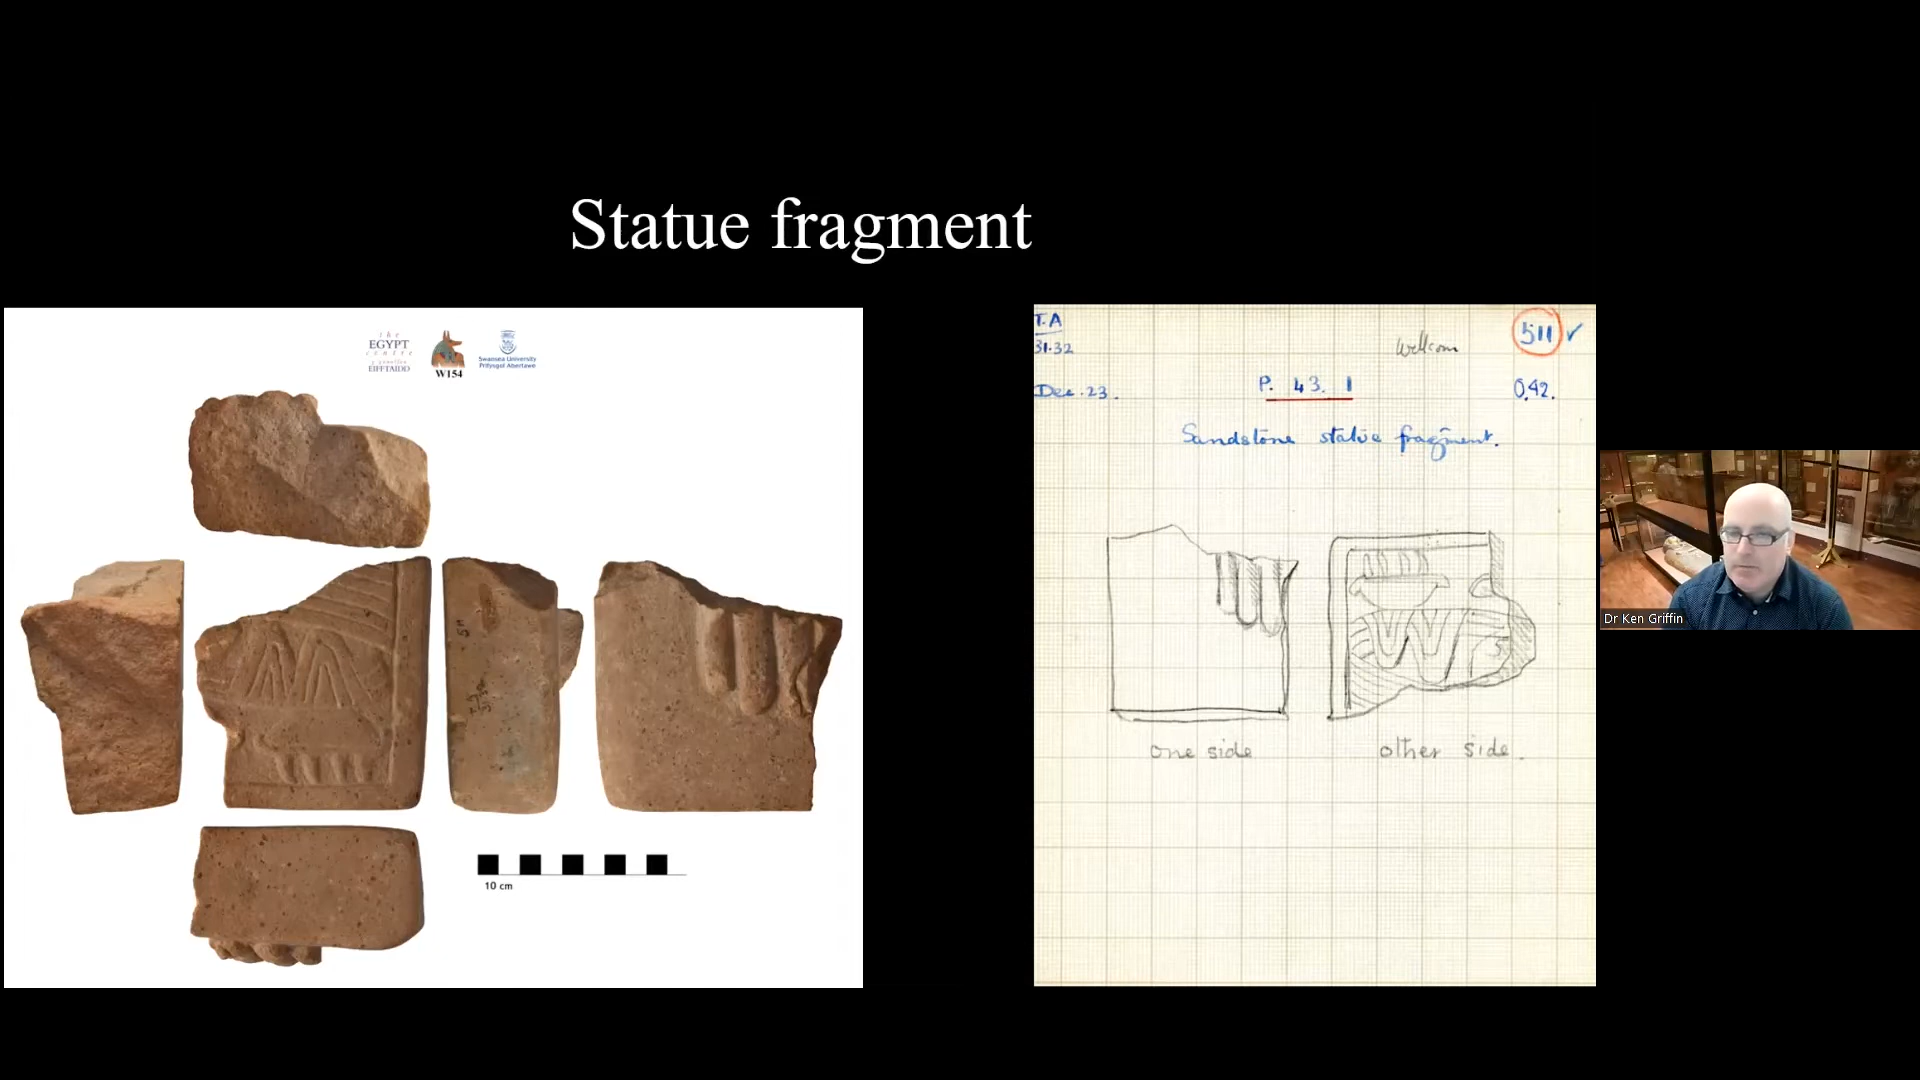 Statue fragment
the
EGYPT
centre
y ganolfan
EIFFTAIDD
W154
Swansea University
Prifysgol Abertawe
10 cm
T.A
31.32
Wellcom
511
Dec. 23.
P. 43. 1
0,42.
Sandstone statue fragment.
one side
other side.
Dr Ken Griffin